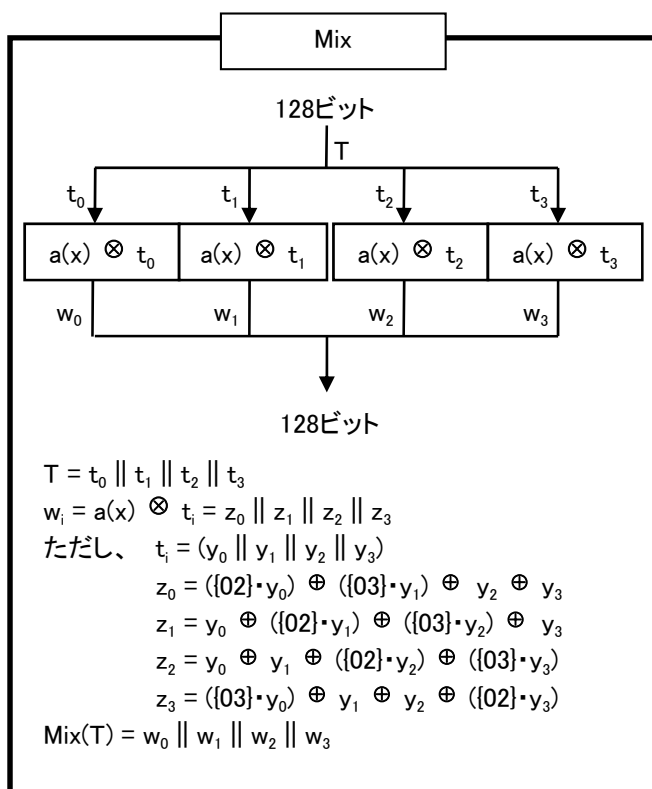 Mix
128ビット
T
t₀ t₁ t₂ t₃
a(x) ⊗ t₀ a(x) ⊗ t₁ a(x) ⊗ t₂ a(x) ⊗ t₃
w₀ w₁ w₂ w₃
128ビット
T = t₀ || t₁ || t₂ || t₃
wᵢ = a(x) ⊗ tᵢ = z₀ || z₁ || z₂ || z₃
ただし、 tᵢ = (y₀ || y₁ || y₂ || y₃)
z₀ = ({02}・y₀) ⊕ ({03}・y₁) ⊕ y₂ ⊕ y₃
z₁ = y₀ ⊕ ({02}・y₁) ⊕ ({03}・y₂) ⊕ y₃
z₂ = y₀ ⊕ y₁ ⊕ ({02}・y₂) ⊕ ({03}・y₃)
z₃ = ({03}・y₀) ⊕ y₁ ⊕ y₂ ⊕ ({02}・y₃)
Mix(T) = w₀ || w₁ || w₂ || w₃